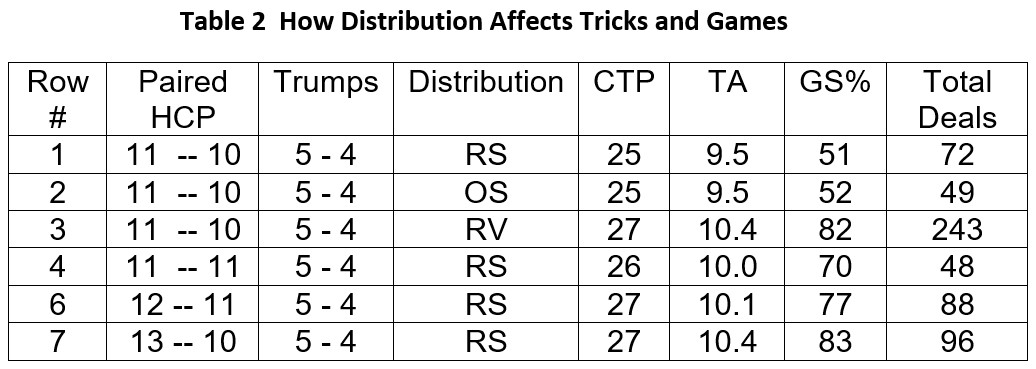 Table 2  How Distribution Affects Tricks and Games
Row # Paired HCP Trumps Distribution CTP TA GS% Total Deals
1 11  -- 10 5 - 4 RS 25 9.5 51 72
2 11  -- 10 5 - 4 OS 25 9.5 52 49
3 11  -- 10 5 - 4 RV 27 10.4 82 243
4 11  -- 11 5 - 4 RS 26 10.0 70 48
6 12 -- 11 5 - 4 RS 27 10.1 77 88
7 13 -- 10 5 - 4 RS 27 10.4 83 96